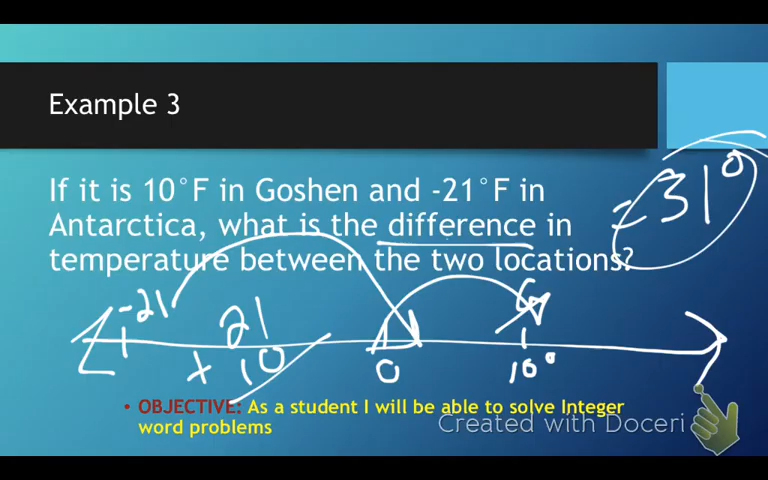 Example 3
If it is 10°F in Goshen and -21°F in
Antarctica, what is the difference in
temperature between the two locations?
= 31°
-21
21
+ 10
0
10°
• OBJECTIVE: As a student I will be able to solve Integer
word problems
Created with Doceri